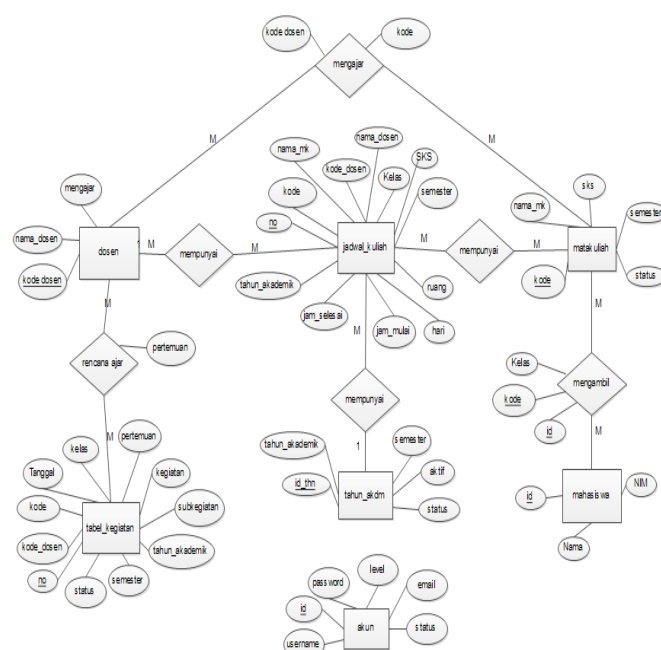 kode dosen
kode
mengajar
M
M
nama_dosen
nama_mk
kode_dosen
SKS
Kelas
semester
kode
no
mengajar
sks
nama_mk
semester
nama_dosen
dosen
1
M
mempunyai
M
jadwal_kuliah
M
mempunyai
M
matakuliah
kode dosen
kode
status
tahun_akademik
ruang
jam_selesai
jam_mulai
hari
M
M
M
rencana ajar
pertemuan
Kelas
mengambil
kode
id
mempunyai
M
M
1
kelas
pertemuan
tahun_akademik
semester
Tanggal
kegiatan
aktif
id_thn
tahun_akdm
NIM
id
mahasiswa
kode
subkegiatan
status
tabel_kegiatan
kode_dosen
tahun_akademik
Nama
no
status
semester
level
password
email
id
akun
status
username